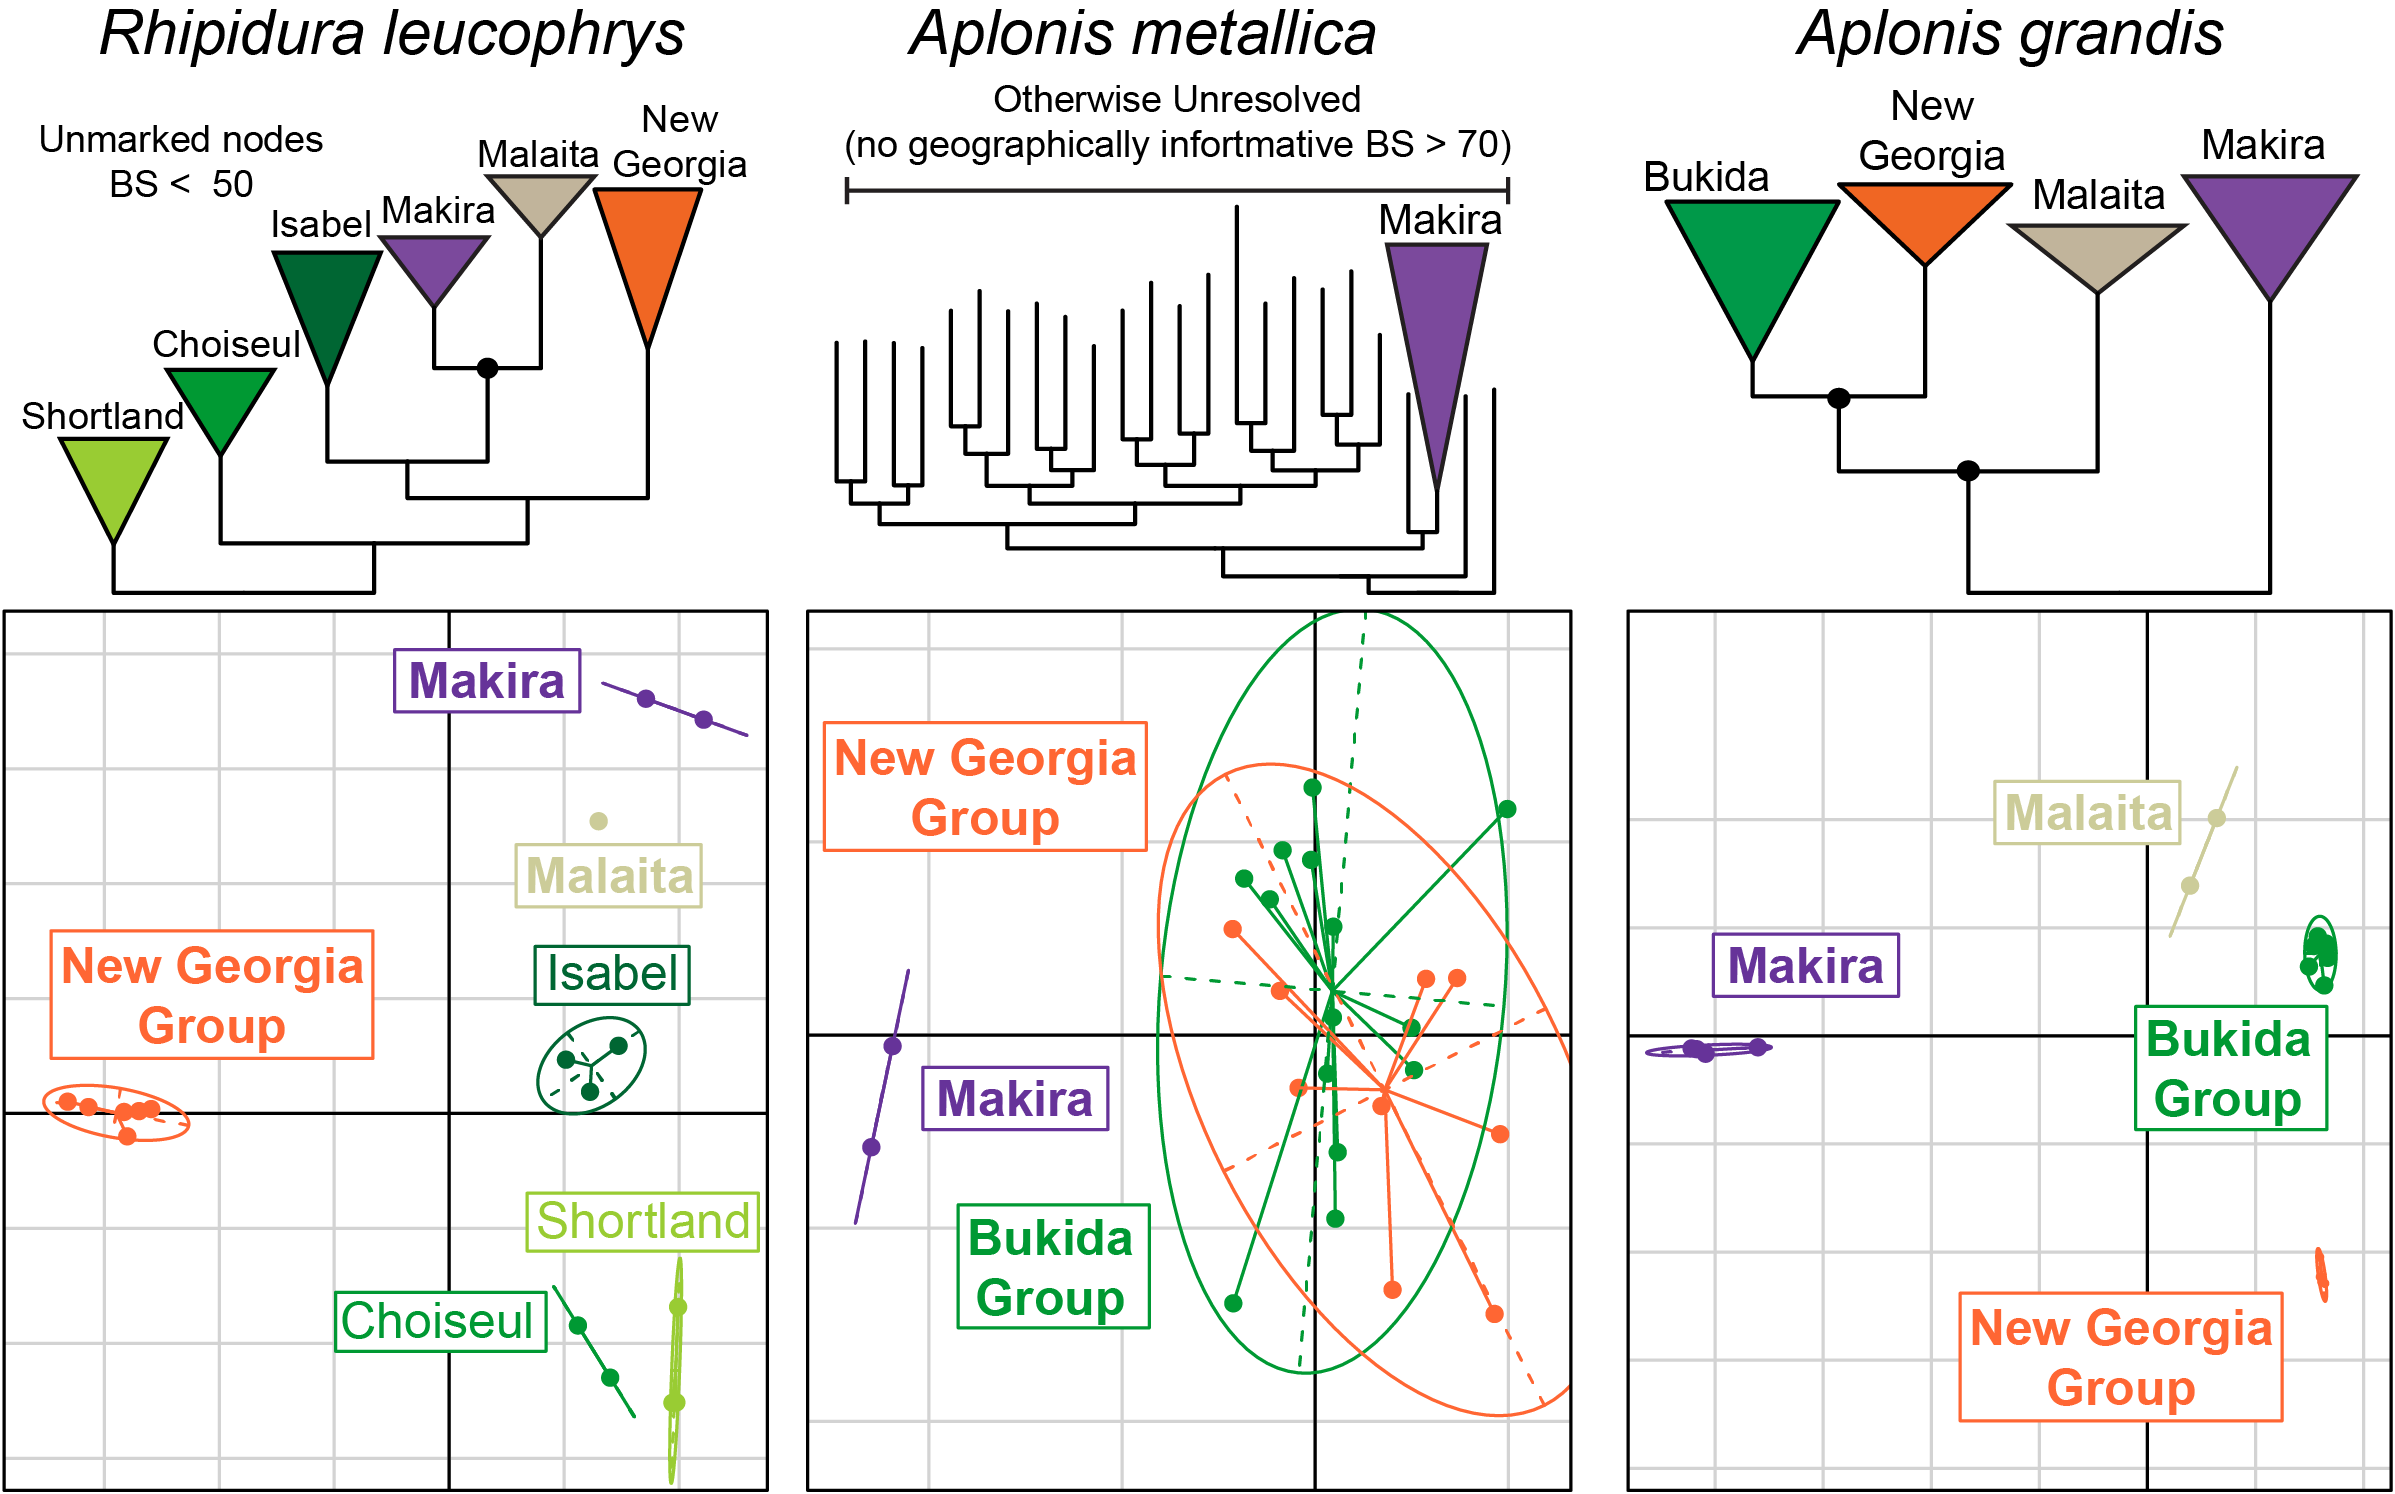 Rhipidura leucophrys
Unmarked nodes
BS < 50
Shortland
Choiseul
Isabel
Makira
Malaita
New
Georgia
Makira
Malaita
New Georgia
Group
Isabel
Shortland
Choiseul
Aplonis metallica
Otherwise Unresolved
(no geographically infortmative BS > 70)
Makira
New Georgia
Group
Makira
Bukida
Group
Aplonis grandis
Bukida
New
Georgia
Malaita
Makira
Malaita
Makira
Bukida
Group
New Georgia
Group